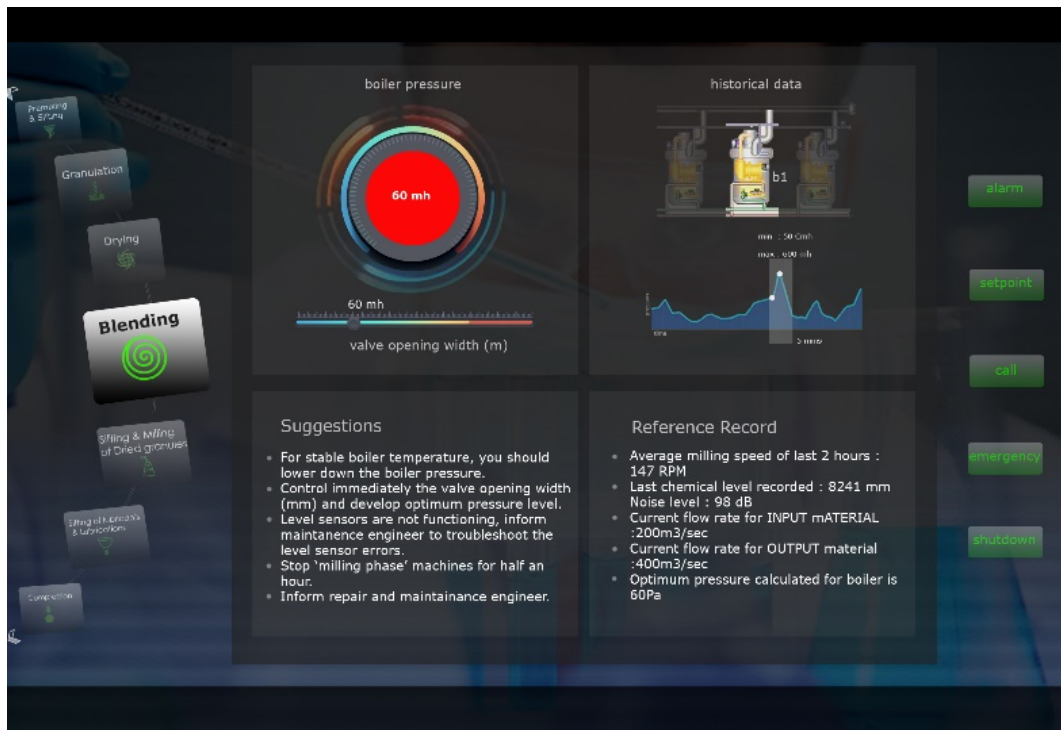 Granulation
Drying
Blending
Sifting & Milling
of Dried granules
Completion
boiler pressure
60 mh
60 mh
valve opening width (m)
historical data
b1
min : 50 Cmh
max : 600 mh
time
Suggestions
For stable boiler temperature, you should
lower down the boiler pressure.
Control immediately the valve opening width
(mm) and develop optimum pressure level.
Level sensors are not functioning, inform
maintanence engineer to troubleshoot the
level sensor errors.
Stop ‘milling phase’ machines for half an
hour.
Inform repair and maintainance engineer.
Reference Record
Average milling speed of last 2 hours :
147 RPM
Last chemical level recorded : 8241 mm
Noise level : 98 dB
Current flow rate for INPUT mATERIAL
:200m3/sec
Current flow rate for OUTPUT material
:400m3/sec
Optimum pressure calculated for boiler is
60Pa
alarm
setpoint
call
emergency
shutdown